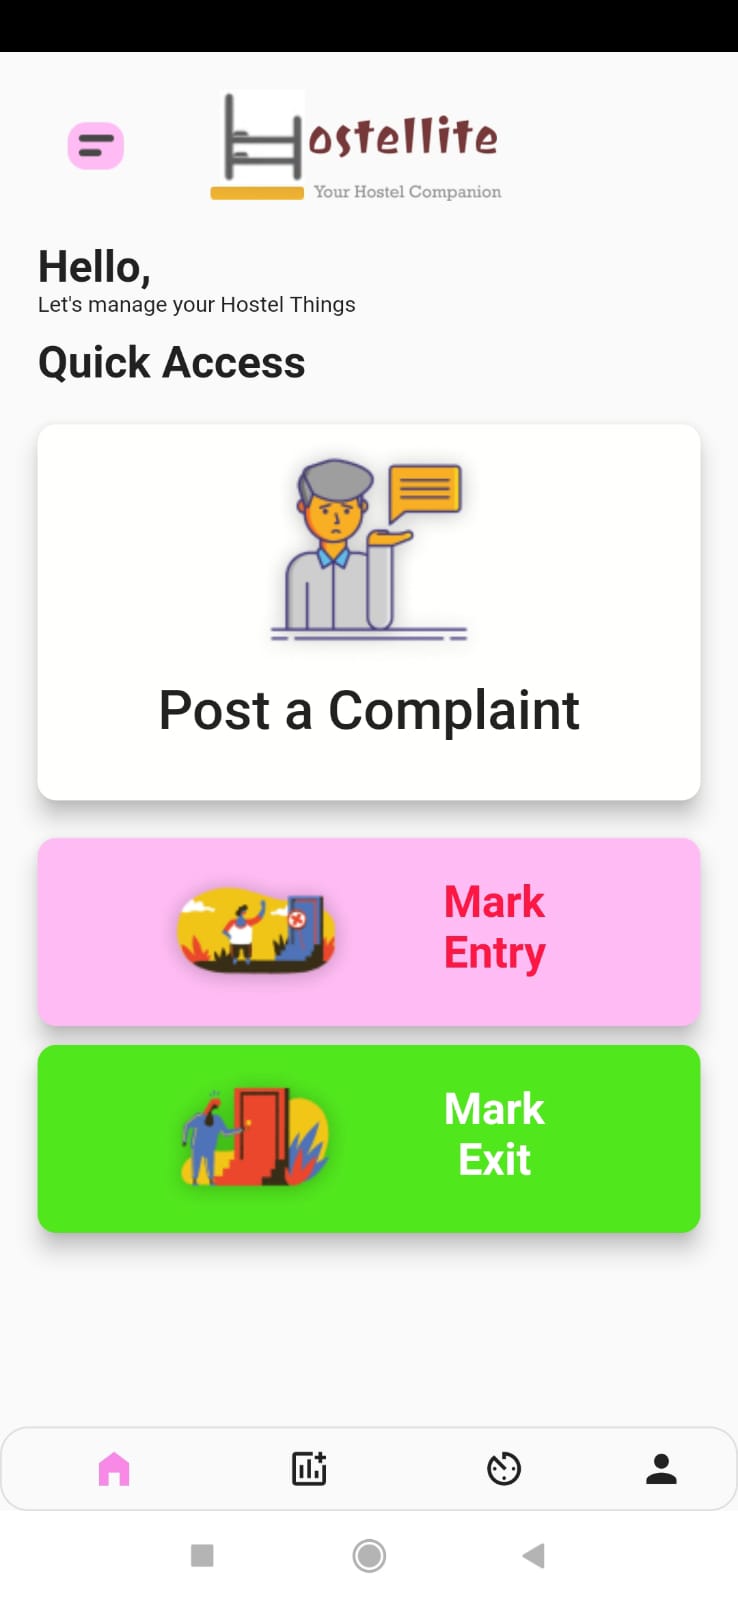 Hostellite
Your Hostel Companion
Hello,
Let's manage your Hostel Things
Quick Access
Post a Complaint
Mark
Entry
Mark
Exit